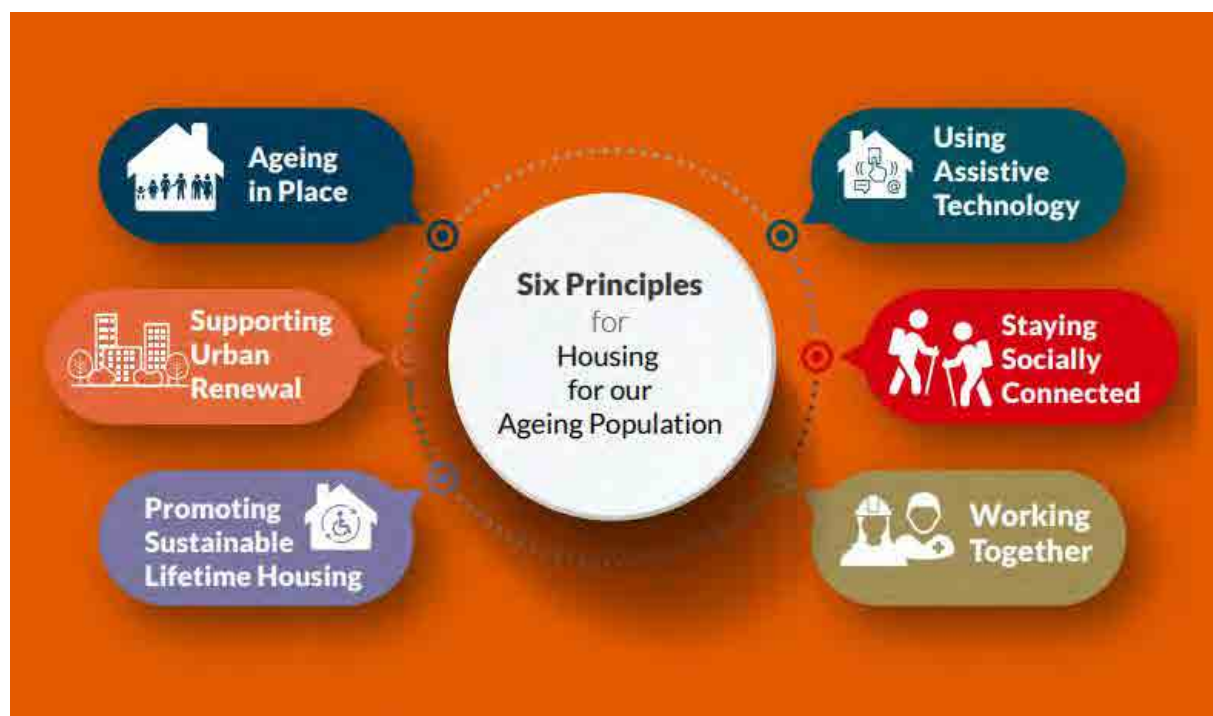 Six Principles
for
Housing
for our
Ageing Population
Ageing
in Place
Supporting
Urban
Renewal
Promoting
Sustainable
Lifetime Housing
Using
Assistive
Technology
@
Staying
Socially
Connected
Working
Together